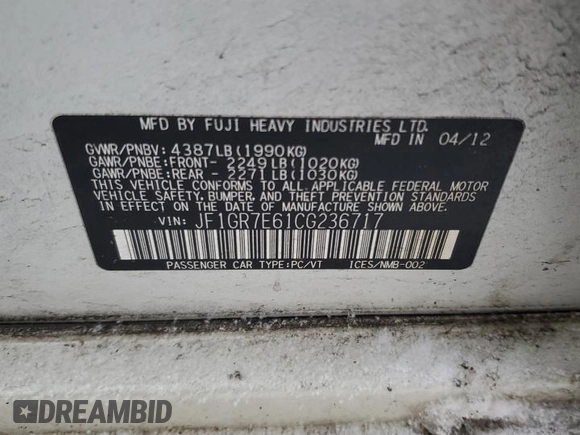 MFD BY FUJI HEAVY INDUSTRIES LTD.
MFD IN 04/12
GVWR/PNBV: 4387LB(1990KG)
GAWR/PNBE:FRONT- 2249LB(1020KG)
GAWR/PNBE:REAR - 2271LB(1030KG)
THIS VEHICLE CONFORMS TO ALL APPLICABLE FEDERAL MOTOR
VEHICLE SAFETY, BUMPER, AND THEFT PREVENTION STANDARDS
IN EFFECT ON THE DATE OF MANUFACTURE SHOWN ABOVE.
VIN: JF1GR7E61CG236717
PASSENGER CAR TYPE:PC/VT ICES/NMB-002
DREAMBID